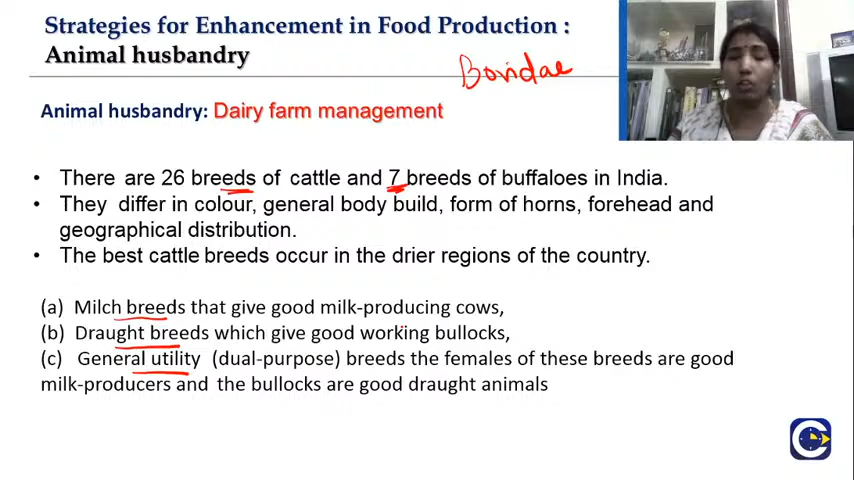 Strategies for Enhancement in Food Production :
Animal husbandry
Bovidae
Animal husbandry: Dairy farm management
• There are 26 breeds of cattle and 7 breeds of buffaloes in India.
• They differ in colour, general body build, form of horns, forehead and
geographical distribution.
• The best cattle breeds occur in the drier regions of the country.
(a) Milch breeds that give good milk-producing cows,
(b) Draught breeds which give good working bullocks,
(c) General utility (dual-purpose) breeds the females of these breeds are good
milk-producers and the bullocks are good draught animals